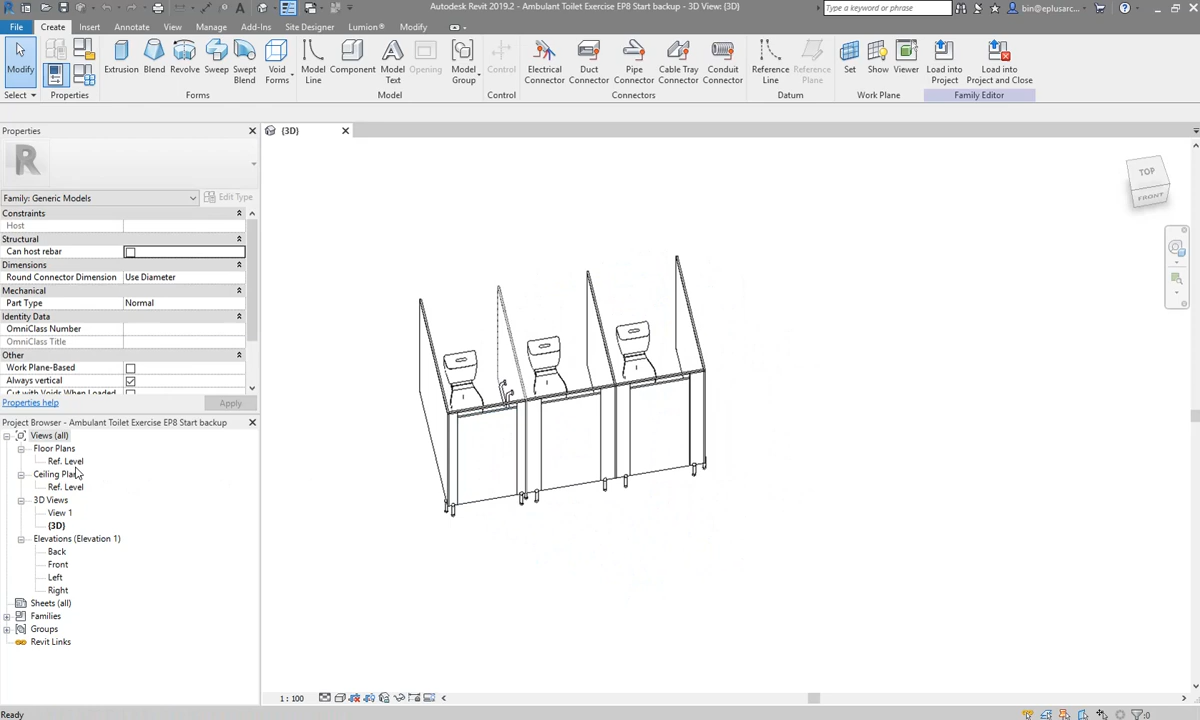 Autodesk Revit 2019.2 - Ambulant Toilet Exercise EP8 Start backup - 3D View: {3D}
Type a keyword or phrase
bin@eplusarc...
File Create Insert Annotate View Manage Add-Ins Site Designer Lumion® Modify
Modify
Extrusion Blend Revolve Sweep Swept Blend Void Forms
Model Line Component Model Text Opening Model Group
Control
Electrical Connector Duct Connector Pipe Connector Cable Tray Connector Conduit Connector
Reference Line Reference Plane
Set Show Viewer
Load into Project Load into Project and Close
Select Properties Forms Model Control Connectors Datum Work Plane Family Editor
Properties
{3D}
TOP
FRONT
R
Family: Generic Models Edit Type
Constraints
Host
Structural
Can host rebar
Dimensions
Round Connector Dimension Use Diameter
Mechanical
Part Type Normal
Identity Data
OmniClass Number
OmniClass Title
Other
Work Plane-Based
Always vertical
Cut with Voids When Loaded
Properties help Apply
Project Browser - Ambulant Toilet Exercise EP8 Start backup
Views (all)
Floor Plans
Ref. Level
Ceiling Plans
Ref. Level
3D Views
View 1
{3D}
Elevations (Elevation 1)
Back
Front
Left
Right
Sheets (all)
Families
Groups
Revit Links
1 : 100
Ready
:0